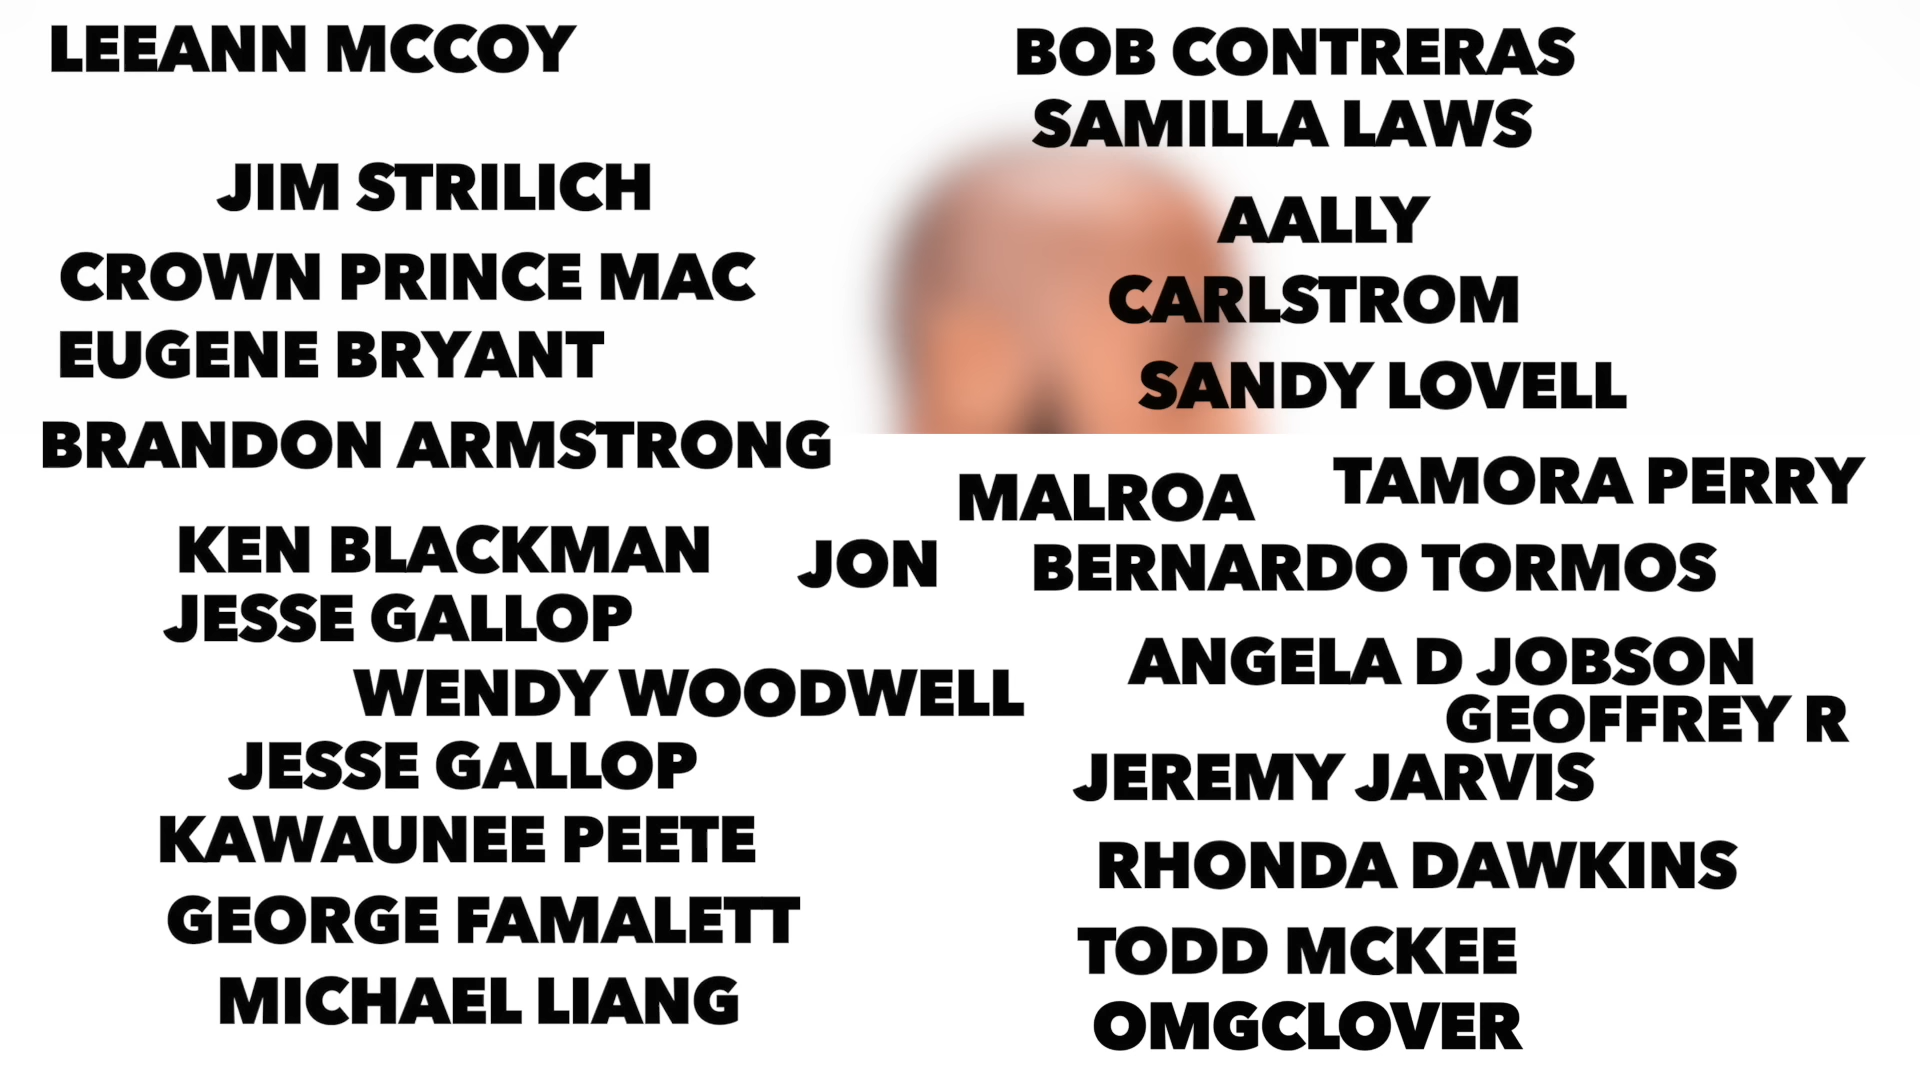 LEEANN MCCOY
JIM STRILICH
CROWN PRINCE MAC
EUGENE BRYANT
BRANDON ARMSTRONG
KEN BLACKMAN
JESSE GALLOP
WENDY WOODWELL
JESSE GALLOP
KAWAUNEE PEETE
GEORGE FAMALETT
MICHAEL LIANG
JON
BOB CONTRERAS
SAMILLA LAWS
AALLY
CARLSTROM
SANDY LOVELL
MALROA
TAMORA PERRY
BERNARDO TORMOS
ANGELA D JOBSON
GEOFFREY R
JEREMY JARVIS
RHONDA DAWKINS
TODD MCKEE
OMGCLOVER